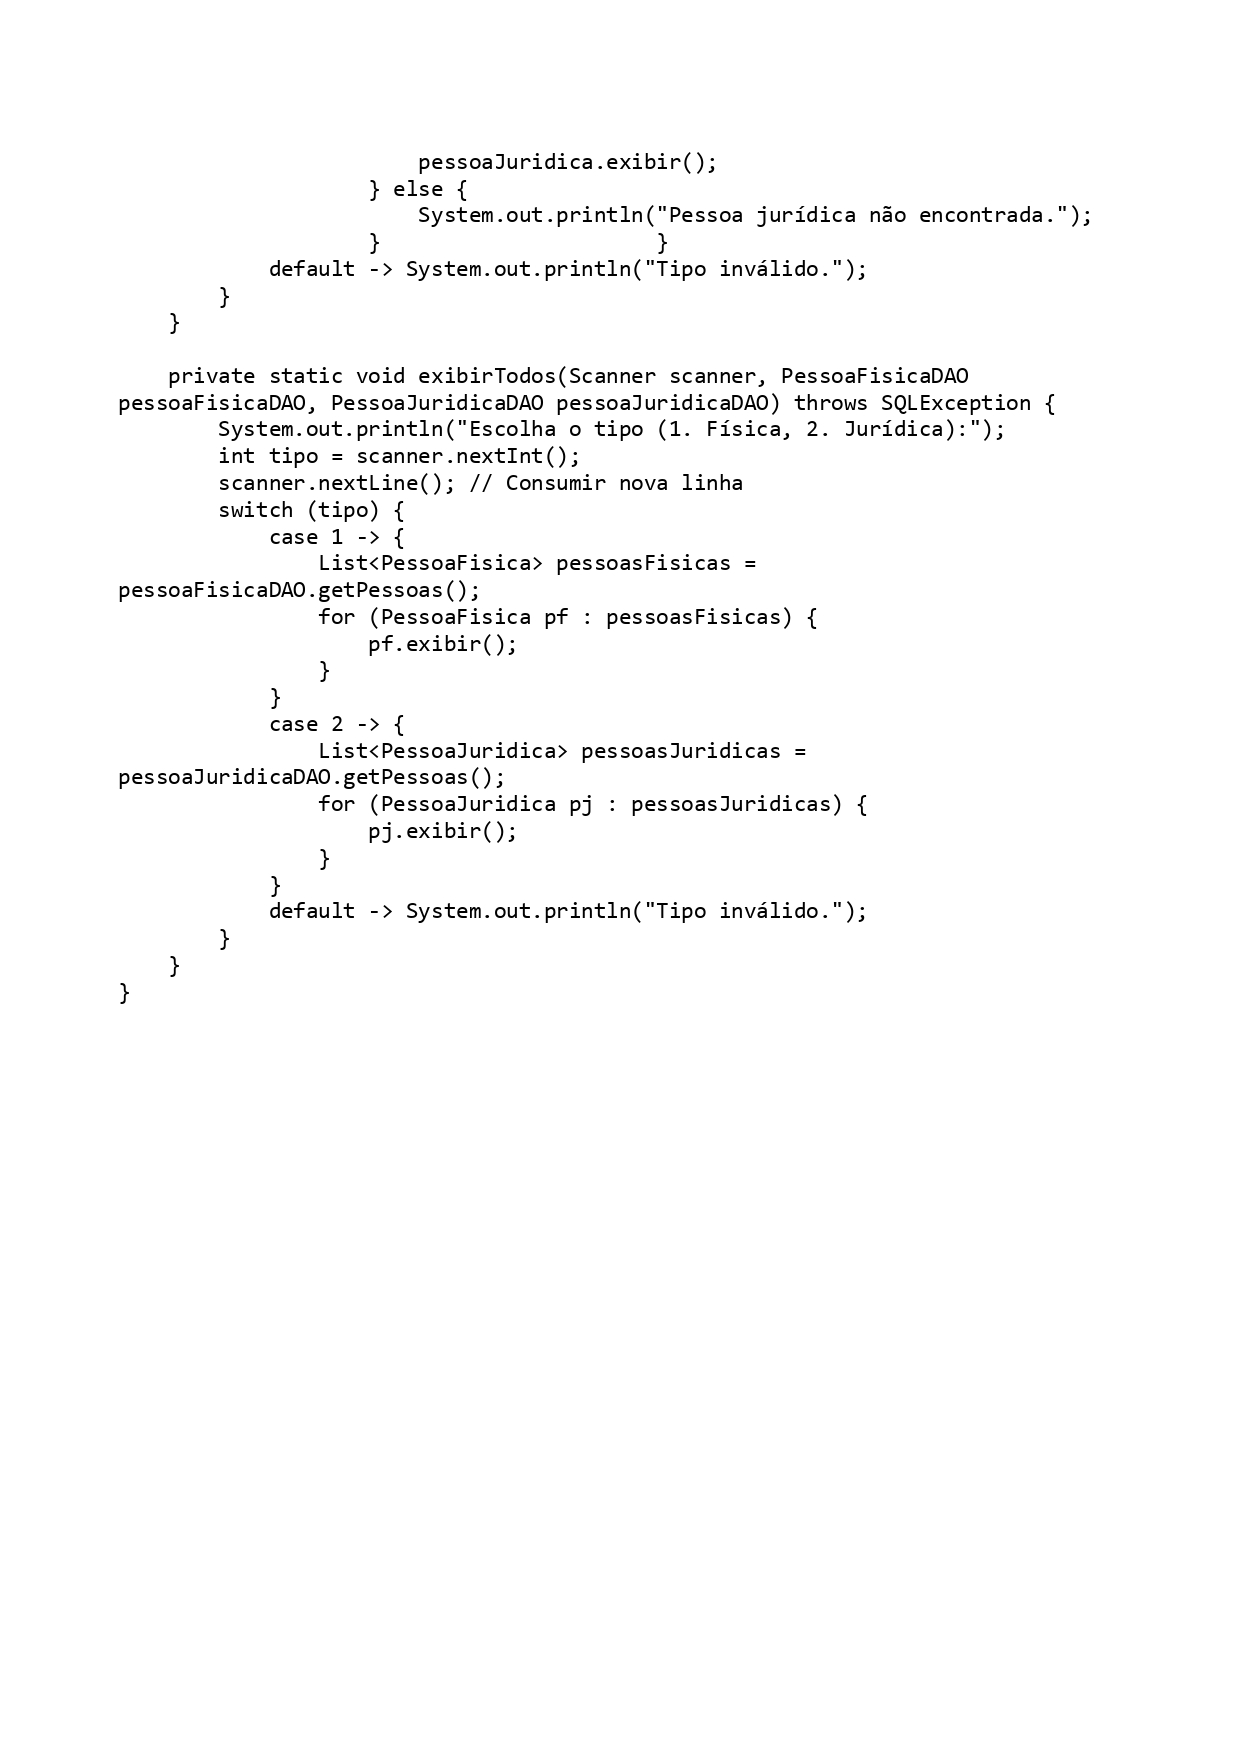 pessoaJuridica.exibir();
                    } else {
                        System.out.println("Pessoa jurídica não encontrada.");
                    }                      }
            default -> System.out.println("Tipo inválido.");
        }
    }

    private static void exibirTodos(Scanner scanner, PessoaFisicaDAO
pessoaFisicaDAO, PessoaJuridicaDAO pessoaJuridicaDAO) throws SQLException {
        System.out.println("Escolha o tipo (1. Física, 2. Jurídica):");
        int tipo = scanner.nextInt();
        scanner.nextLine(); // Consumir nova linha
        switch (tipo) {
            case 1 -> {
                List<PessoaFisica> pessoasFisicas =
pessoaFisicaDAO.getPessoas();
                for (PessoaFisica pf : pessoasFisicas) {
                    pf.exibir();
                }
            }
            case 2 -> {
                List<PessoaJuridica> pessoasJuridicas =
pessoaJuridicaDAO.getPessoas();
                for (PessoaJuridica pj : pessoasJuridicas) {
                    pj.exibir();
                }
            }
            default -> System.out.println("Tipo inválido.");
        }
    }
}